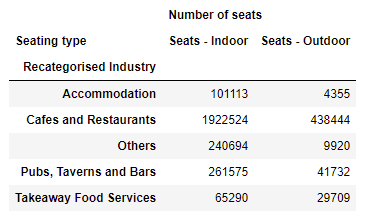 Number of seats
Seating type Seats - Indoor Seats - Outdoor
Recategorised Industry
Accommodation 101113 4355
Cafes and Restaurants 1922524 438444
Others 240694 9920
Pubs, Taverns and Bars 261575 41732
Takeaway Food Services 65290 29709